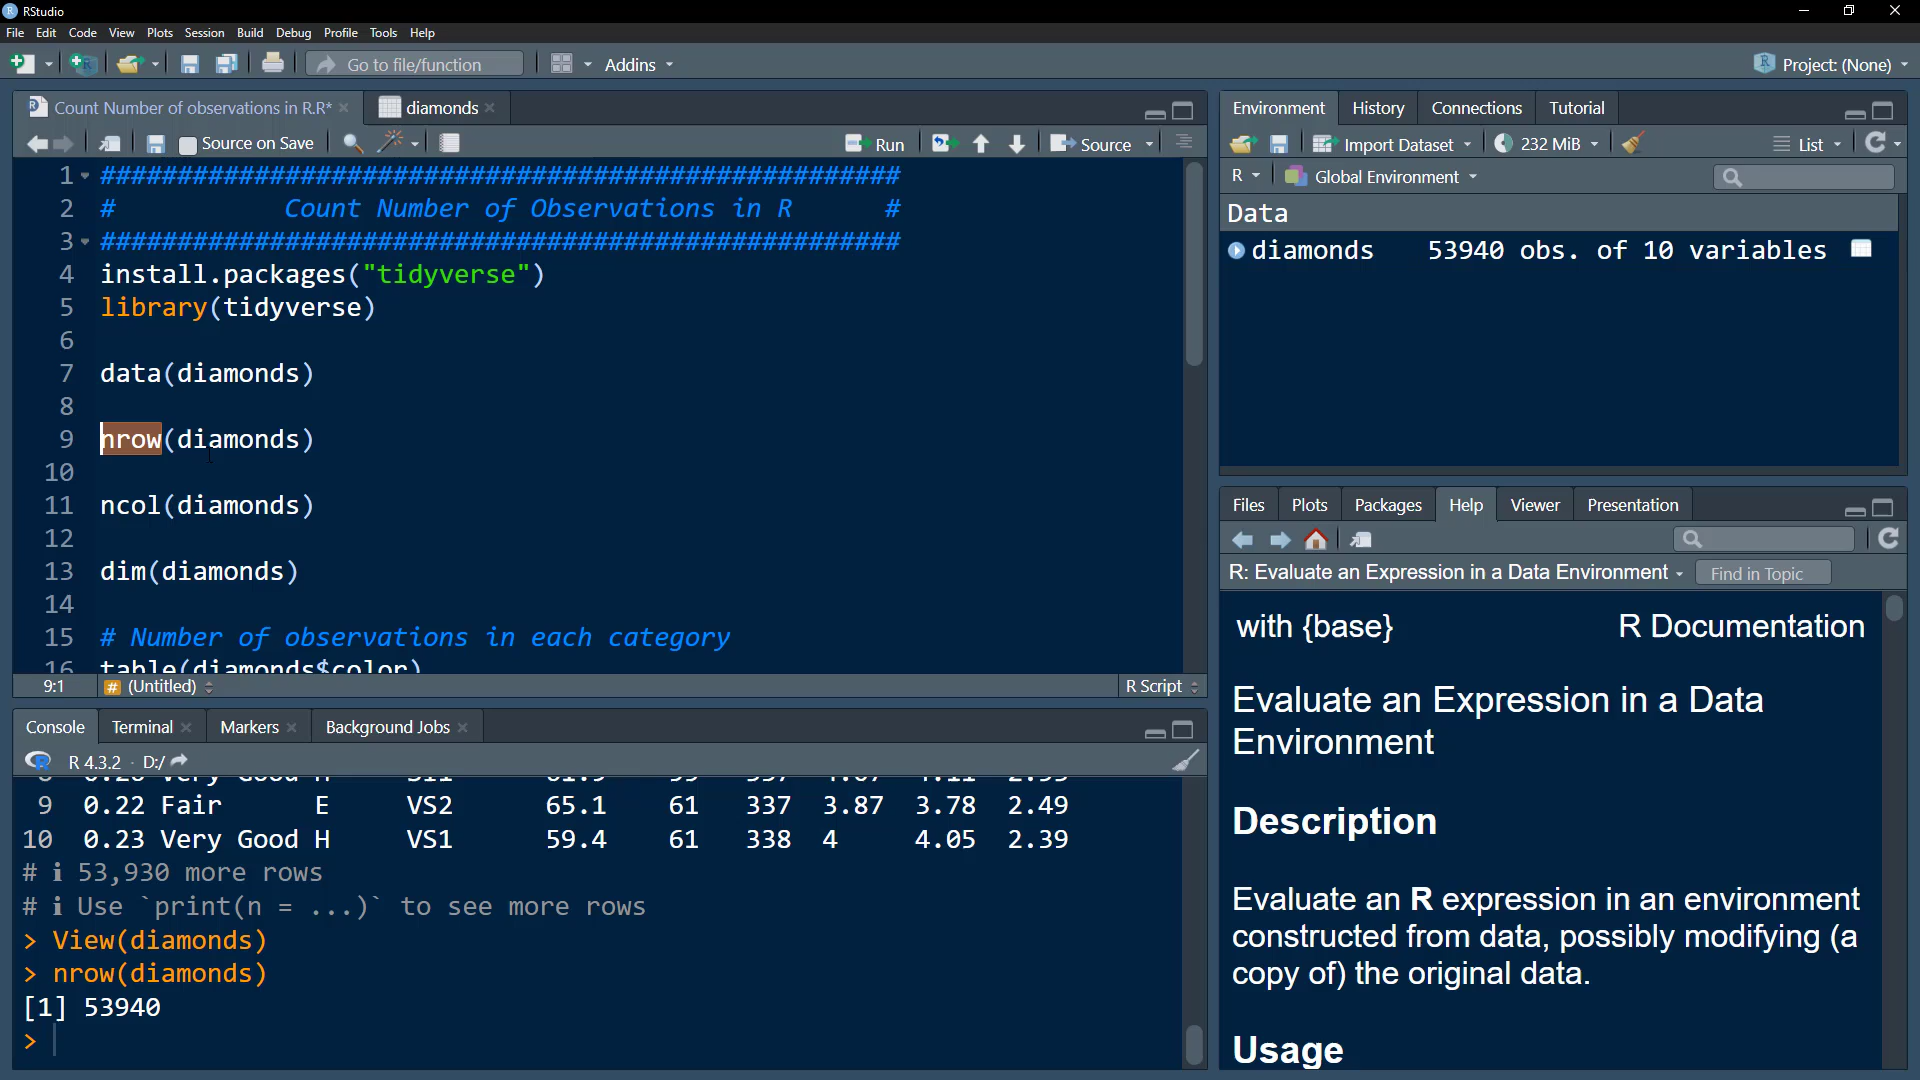 RStudio
File Edit Code View Plots Session Build Debug Profile Tools Help
Go to file/function Addins Project: (None)
Count Number of observations in R.R* diamonds
Source on Save Run Source
1 ####################################################
2 # Count Number of Observations in R #
3 ####################################################
4 install.packages("tidyverse")
5 library(tidyverse)
6
7 data(diamonds)
8
9 nrow(diamonds)
10
11 ncol(diamonds)
12
13 dim(diamonds)
14
15 # Number of observations in each category
16 table(diamonds$color)
9:1 # (Untitled) R Script
Console Terminal Markers Background Jobs
R 4.3.2 · D:/
9 0.22 Fair E VS2 65.1 61 337 3.87 3.78 2.49
10 0.23 Very Good H VS1 59.4 61 338 4 4.05 2.39
# ℹ 53,930 more rows
# ℹ Use `print(n = ...)` to see more rows
> View(diamonds)
> nrow(diamonds)
[1] 53940
>
Environment History Connections Tutorial
Import Dataset 232 MiB List
R Global Environment
Data
diamonds 53940 obs. of 10 variables
Files Plots Packages Help Viewer Presentation
R: Evaluate an Expression in a Data Environment Find in Topic
with {base} R Documentation
Evaluate an Expression in a Data
Environment
Description
Evaluate an R expression in an environment
constructed from data, possibly modifying (a
copy of) the original data.
Usage